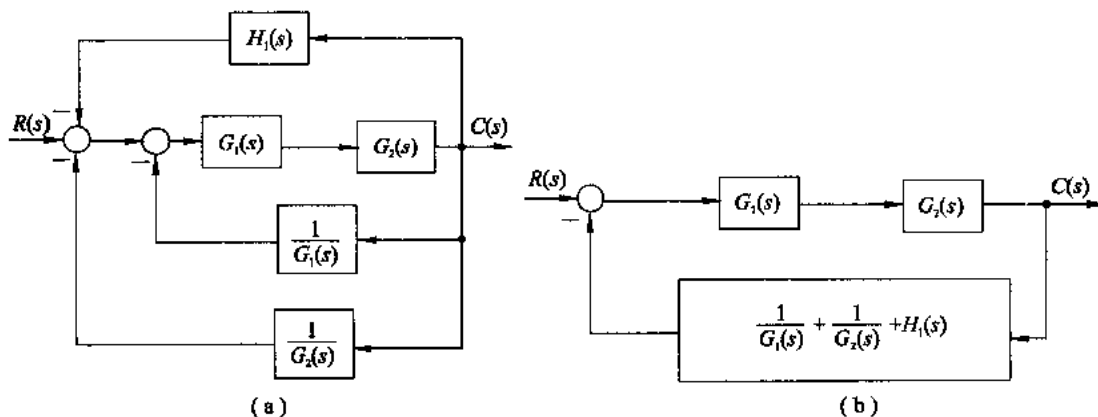 H₁(s)
R(s)
−
−
−
G₁(s)
G₂(s)
C(s)
1/G₁(s)
1/G₂(s)
(a)
R(s)
−
G₁(s)
G₂(s)
C(s)
1/G₁(s) + 1/G₂(s) + H₁(s)
(b)